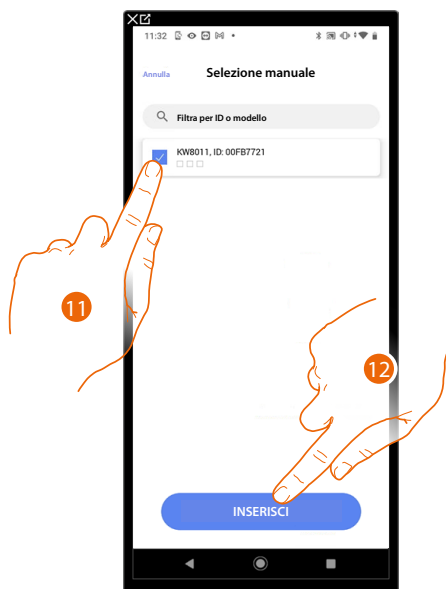 11:32
Annulla
Selezione manuale
Filtra per ID o modello
KW8011, ID: 00FB7721
11
12
INSERISCI